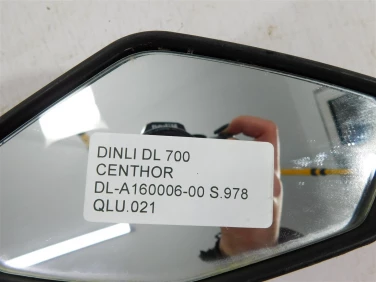 DINLI DL 700
CENTHOR
DL-A160006-00 S.978
QLU.021